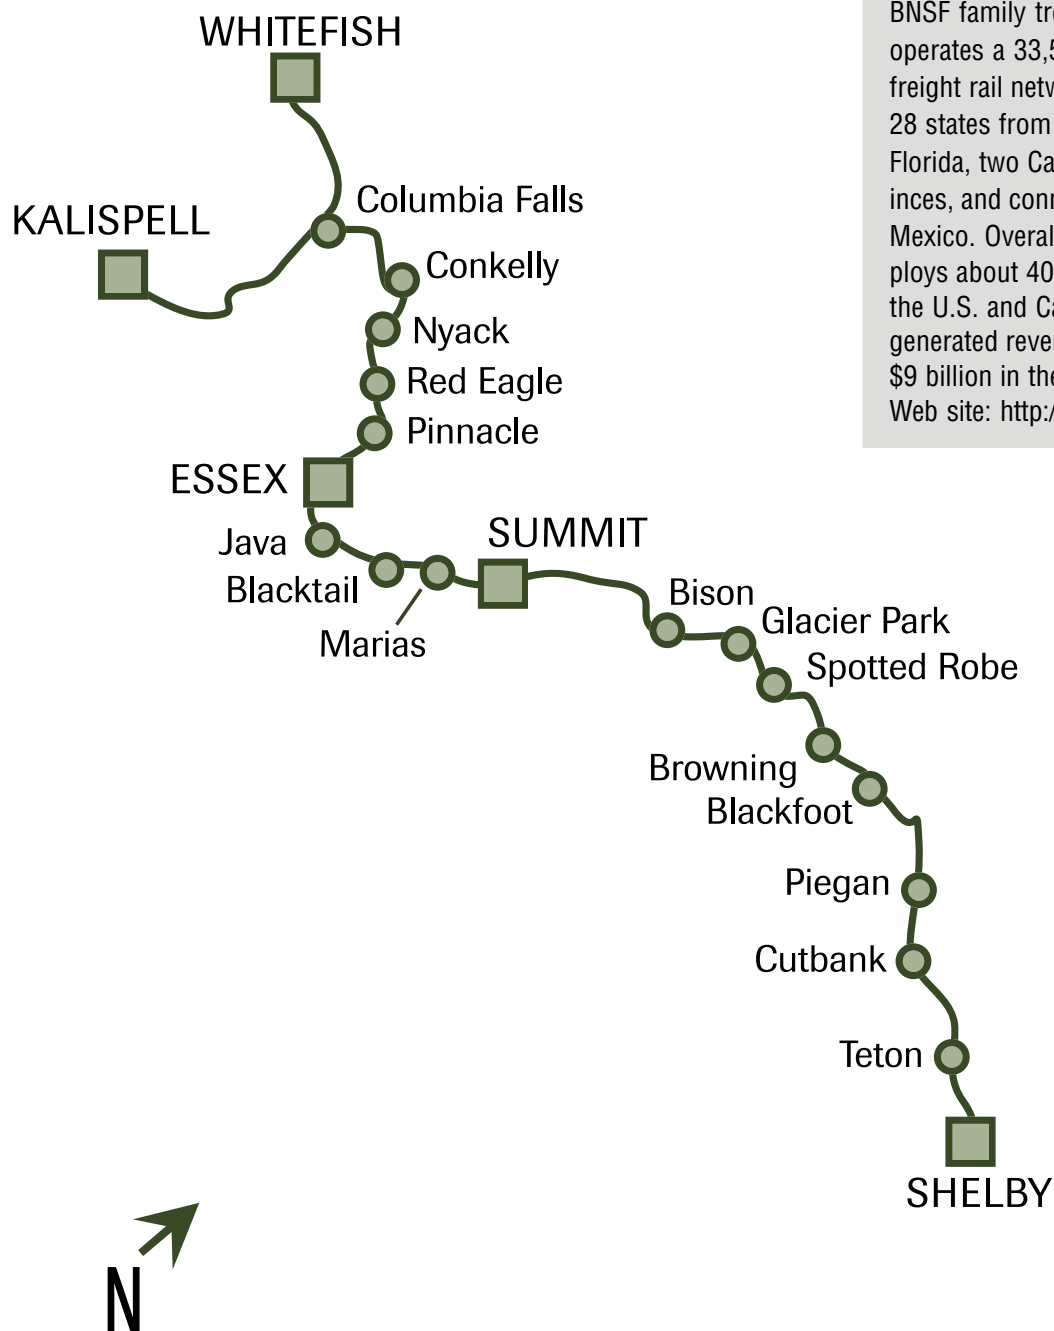 WHITEFISH
KALISPELL
Columbia Falls
Conkelly
Nyack
Red Eagle
Pinnacle
ESSEX
Java
Blacktail
Marias
SUMMIT
Bison
Glacier Park
Spotted Robe
Browning
Blackfoot
Piegan
Cutbank
Teton
SHELBY
N
BNSF family tr
operates a 33,5
freight rail netw
28 states from
Florida, two Ca
inces, and conn
Mexico. Overal
ploys about 40
the U.S. and Ca
generated reve
$9 billion in the
Web site: http:/